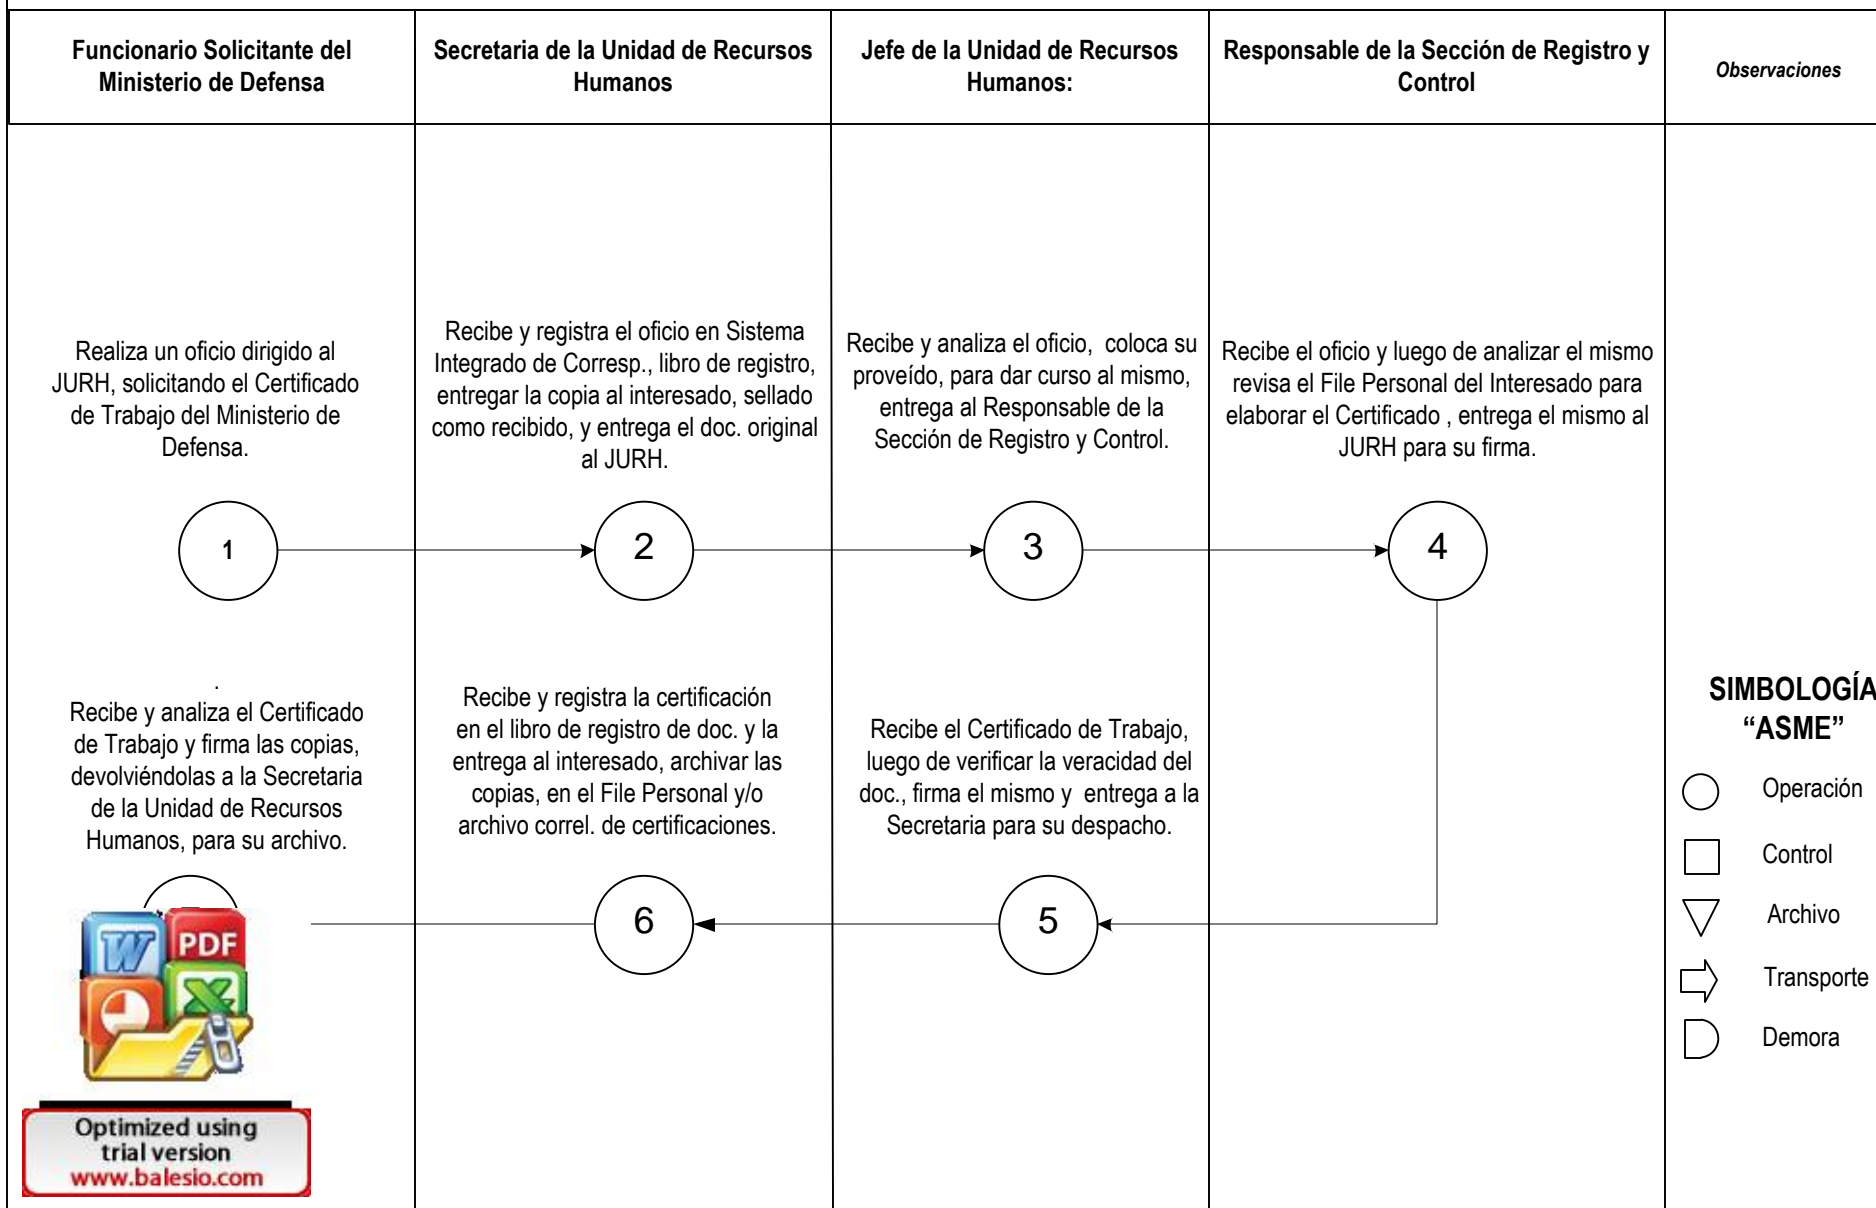 Funcionario Solicitante del
Ministerio de Defensa
Secretaria de la Unidad de Recursos
Humanos
Jefe de la Unidad de Recursos
Humanos:
Responsable de la Sección de Registro y
Control
Observaciones
Realiza un oficio dirigido al
JURH, solicitando el Certificado
de Trabajo del Ministerio de
Defensa.
Recibe y registra el oficio en Sistema
Integrado de Corresp., libro de registro,
entregar la copia al interesado, sellado
como recibido, y entrega el doc. original
al JURH.
Recibe y analiza el oficio, coloca su
proveído, para dar curso al mismo,
entrega al Responsable de la
Sección de Registro y Control.
Recibe el oficio y luego de analizar el mismo
revisa el File Personal del Interesado para
elaborar el Certificado , entrega el mismo al
JURH para su firma.
1
2
3
4
.
Recibe y analiza el Certificado
de Trabajo y firma las copias,
devolviéndolas a la Secretaria
de la Unidad de Recursos
Humanos, para su archivo.
Recibe y registra la certificación
en el libro de registro de doc. y la
entrega al interesado, archivar las
copias, en el File Personal y/o
archivo correl. de certificaciones.
Recibe el Certificado de Trabajo,
luego de verificar la veracidad del
doc., firma el mismo y entrega a la
Secretaria para su despacho.
6
5
SIMBOLOGÍA
“ASME”
Operación
Control
Archivo
Transporte
Demora
W
PDF
X
Optimized using
trial version
www.balesio.com